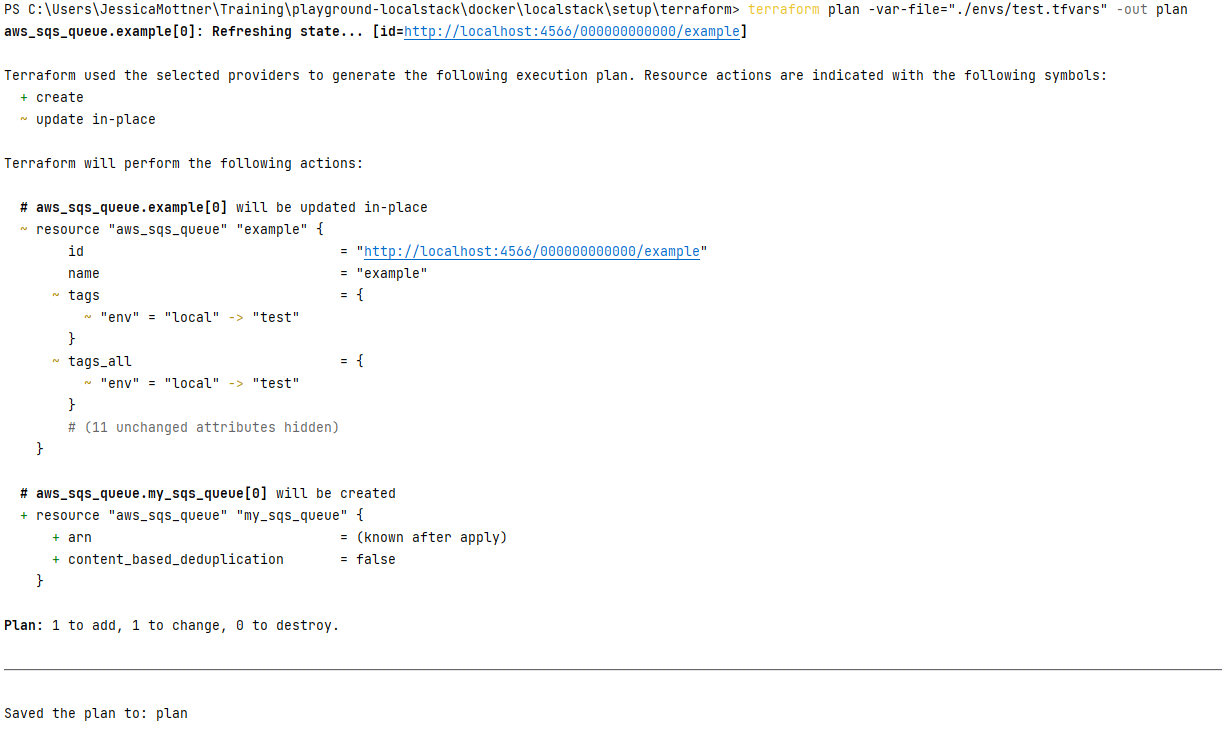 PS C:\Users\JessicaMottner\Training\playground-localstack\docker\localstack\setup\terraform> terraform plan -var-file="./envs/test.tfvars" -out plan
aws_sqs_queue.example[0]: Refreshing state... [id=http://localhost:4566/000000000000/example]
Terraform used the selected providers to generate the following execution plan. Resource actions are indicated with the following symbols:
  + create
  ~ update in-place
Terraform will perform the following actions:
  # aws_sqs_queue.example[0] will be updated in-place
  ~ resource "aws_sqs_queue" "example" {
        id                                = "http://localhost:4566/000000000000/example"
        name                              = "example"
      ~ tags                              = {
          ~ "env" = "local" -> "test"
        }
      ~ tags_all                          = {
          ~ "env" = "local" -> "test"
        }
        # (11 unchanged attributes hidden)
    }
  # aws_sqs_queue.my_sqs_queue[0] will be created
  + resource "aws_sqs_queue" "my_sqs_queue" {
      + arn                               = (known after apply)
      + content_based_deduplication       = false
    }
Plan: 1 to add, 1 to change, 0 to destroy.
Saved the plan to: plan